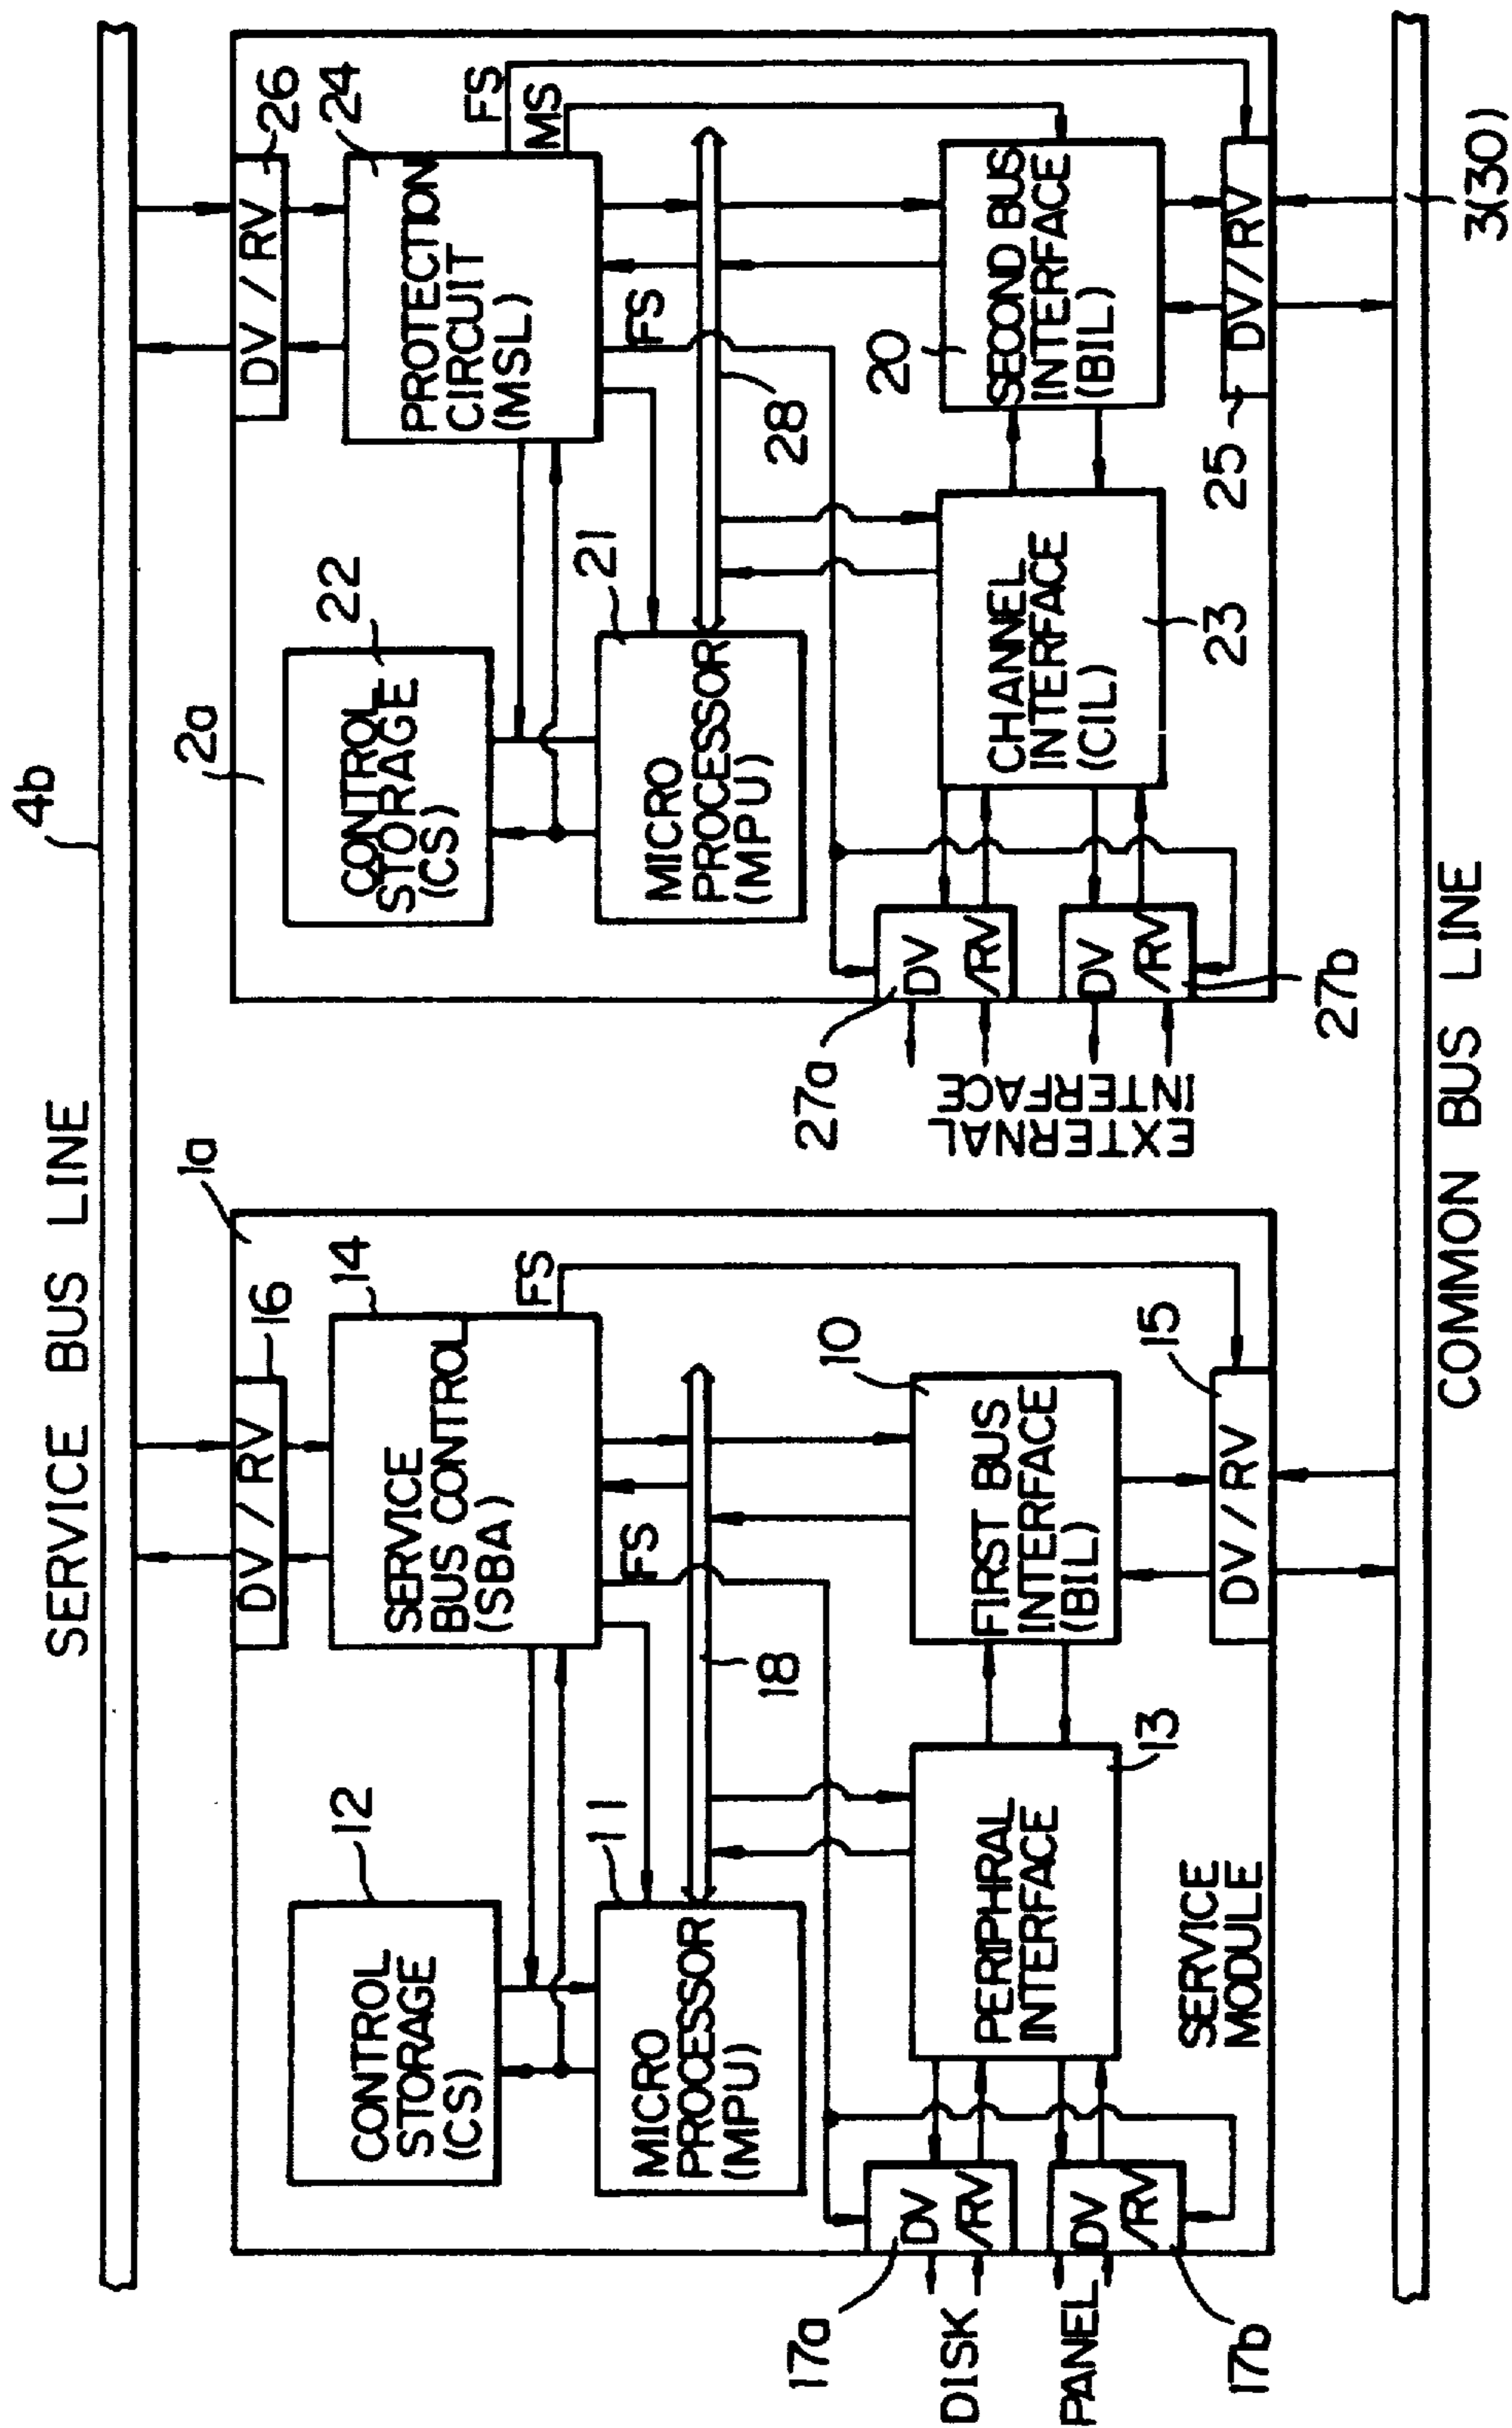 SERVICE BUS LINE
4b
1a
16
DV / RV
14
SERVICE
BUS CONTROL
(SBA)
FS
12
CONTROL
STORAGE
(CS)
11
MICRO
PROCESSOR
(MPU)
FS
18
10
FIRST BUS
INTERFACE
(BIL)
13
PERIPHRAL
INTERFACE
15
DV / RV
17a
DV
/RV
DV
/RV
17b
DISK
PANEL
SERVICE
MODULE
2a
26
DV / RV
24
PROTECTION
CIRCUIT
(MSL)
FS
MS
22
CONTROL
STORAGE
(CS)
21
MICRO
PROCESSOR
(MPU)
FS
28
20
SECOND BUS
INTERFACE
(BIL)
CHANNEL
INTERFACE
(CIL)
23
25
DV/RV
27a
DV
/RV
DV
/RV
27b
EXTERNAL
INTERFACE
3(30)
COMMON BUS LINE